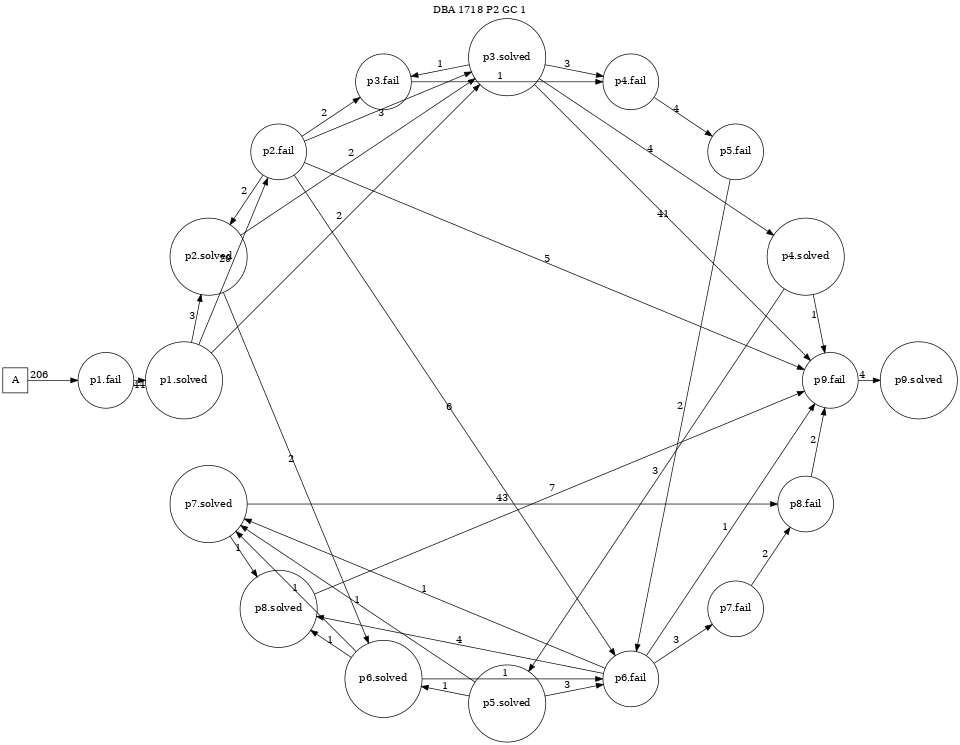 DBA 1718 P2 GC 1
p3.solved
p3.fail
1
3
p4.fail
1
2
3
4
p2.fail
2
4
p5.fail
2
2
41
p2.solved
29
5
p4.solved
3
1
A
206
p1.fail
p1.solved
p9.fail
4
p9.solved
6
2
2
3
2
7
p7.solved
43
p8.fail
1
1
2
1
1
p8.solved
1
4
3
p7.fail
1
p6.solved
1
1
3
p6.fail
p5.solved